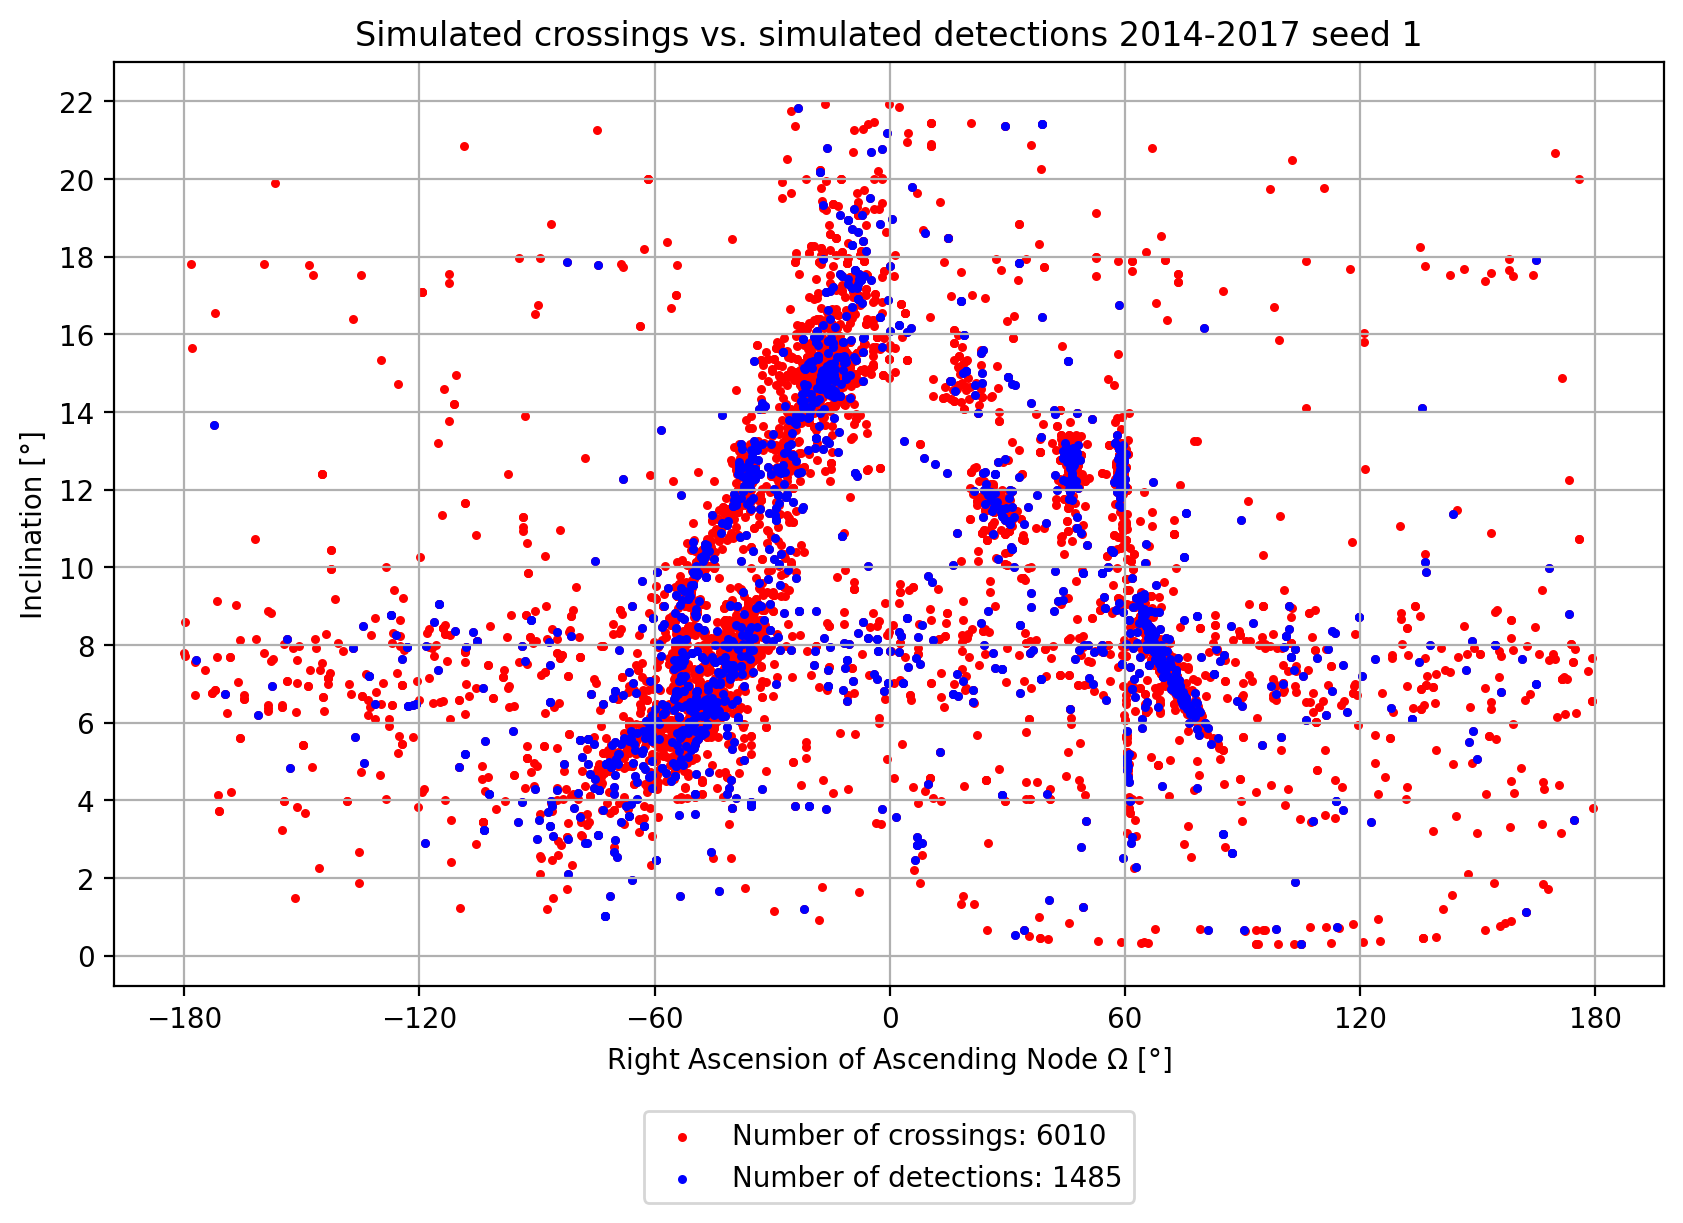 Simulated crossings vs. simulated detections 2014-2017 seed 1
22
20
18
16
14
12
10
8
6
4
2
0
Inclination [°]
−180 −120 −60 0 60 120 180
Right Ascension of Ascending Node Ω [°]
Number of crossings: 6010
Number of detections: 1485